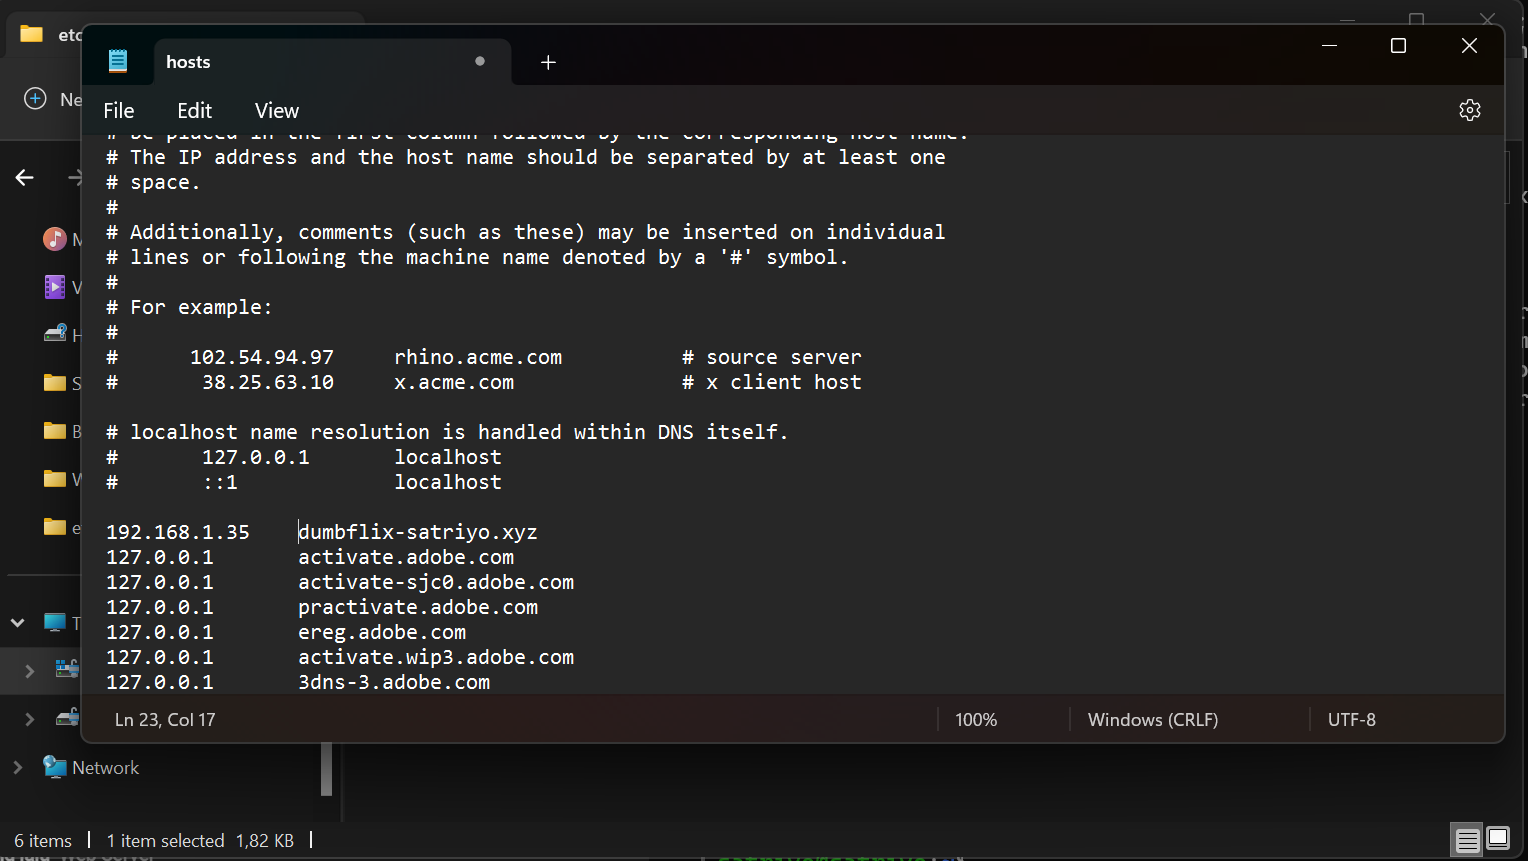 etc
hosts
File Edit View
Ne
# be placed in the first column followed by the corresponding host name.
# The IP address and the host name should be separated by at least one
# space.
#
# Additionally, comments (such as these) may be inserted on individual
# lines or following the machine name denoted by a '#' symbol.
#
# For example:
#
# 102.54.94.97 rhino.acme.com # source server
# 38.25.63.10 x.acme.com # x client host
# localhost name resolution is handled within DNS itself.
# 127.0.0.1 localhost
# ::1 localhost
192.168.1.35 dumbflix-satriyo.xyz
127.0.0.1 activate.adobe.com
127.0.0.1 activate-sjc0.adobe.com
127.0.0.1 practivate.adobe.com
127.0.0.1 ereg.adobe.com
127.0.0.1 activate.wip3.adobe.com
127.0.0.1 3dns-3.adobe.com
Ln 23, Col 17 100% Windows (CRLF) UTF-8
Network
6 items 1 item selected 1,82 KB